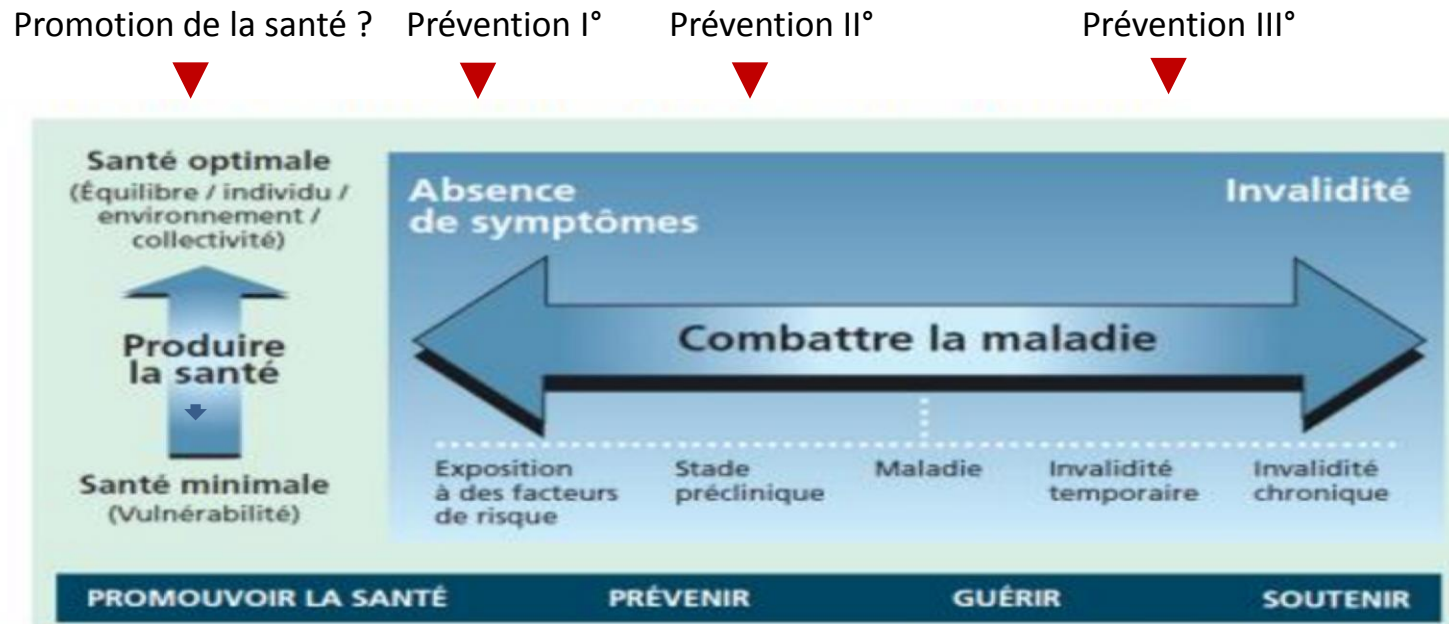 Promotion de la santé ? Prévention I° Prévention II° Prévention III°
Santé optimale
(Équilibre / individu /
environnement /
collectivité)
Produire
la santé
Santé minimale
(Vulnérabilité)
Absence
de symptômes
Invalidité
Combattre la maladie
Exposition
à des facteurs
de risque
Stade
préclinique
Maladie
Invalidité
temporaire
Invalidité
chronique
PROMOUVOIR LA SANTÉ PRÉVENIR GUÉRIR SOUTENIR